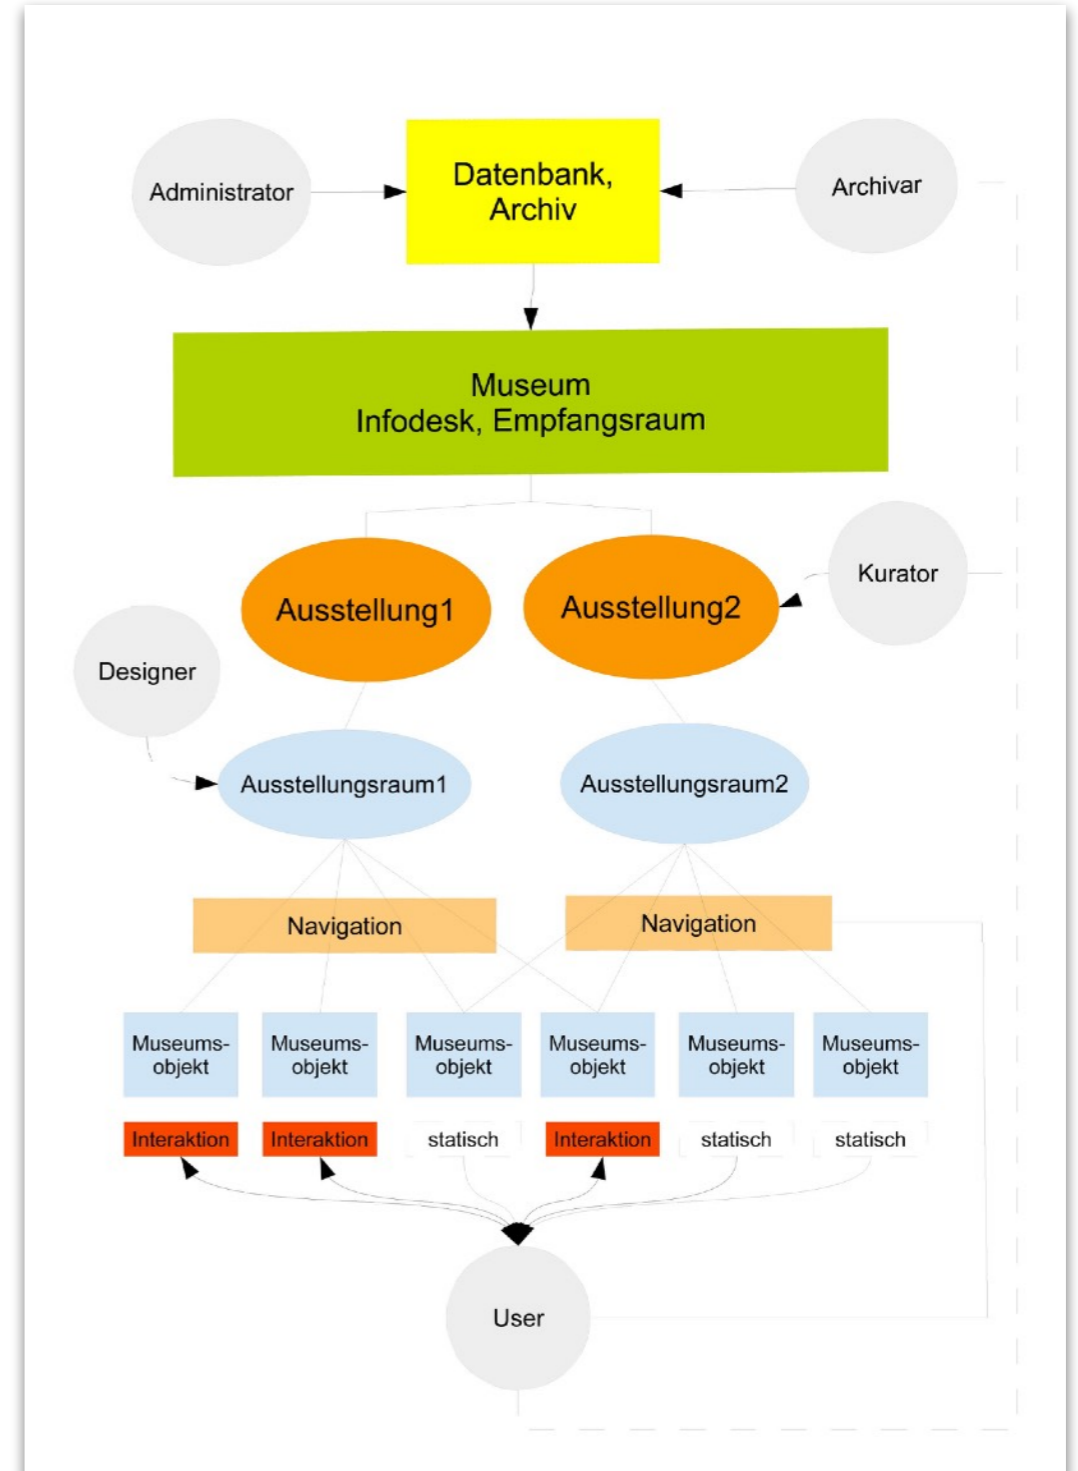 Administrator
Datenbank,
Archiv
Archivar
Museum
Infodesk, Empfangsraum
Ausstellung1
Ausstellung2
Kurator
Designer
Ausstellungsraum1
Ausstellungsraum2
Navigation
Navigation
Museums-
objekt
Museums-
objekt
Museums-
objekt
Museums-
objekt
Museums-
objekt
Museums-
objekt
Interaktion
Interaktion
statisch
Interaktion
statisch
statisch
User